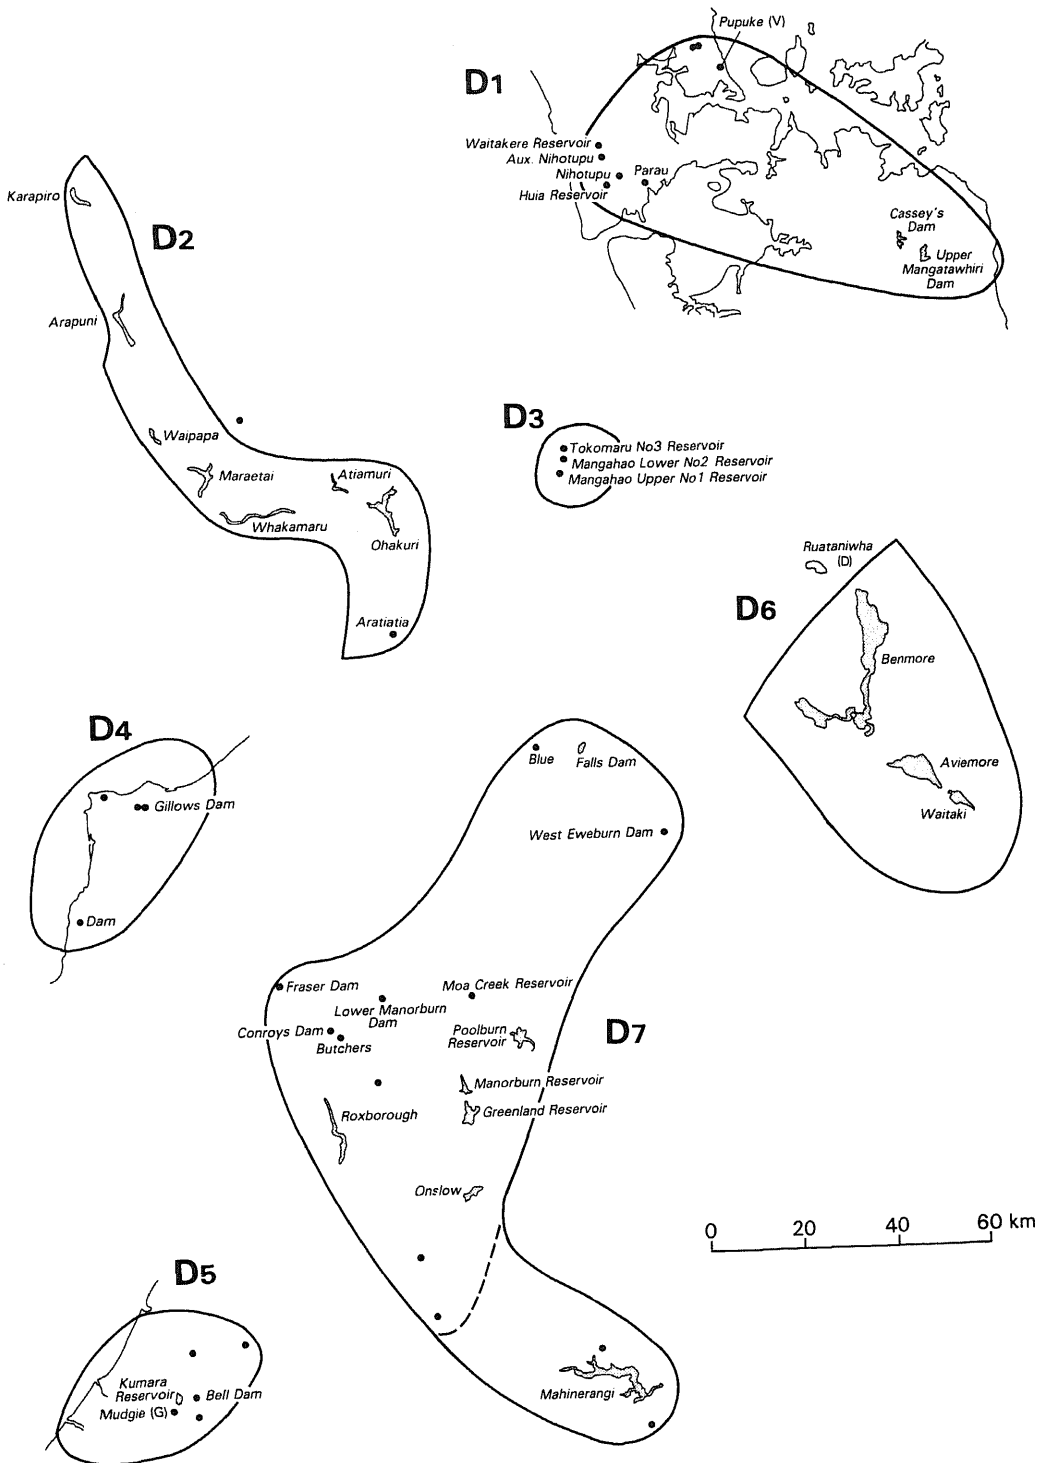 Pupuke (V)
D1
Waitakere Reservoir
Aux. Nihotupu
Nihotupu
Parau
Huia Reservoir
Cassey's
Dam
Upper
Mangatawhiri
Dam
Karapiro
D2
Arapuni
Waipapa
Maraetai
Atiamuri
Whakamaru
Ohakuri
Aratiatia
D3
Tokomaru No3 Reservoir
Mangahao Lower No2 Reservoir
Mangahao Upper No1 Reservoir
Ruataniwha
(D)
D6
Benmore
Aviemore
Waitaki
D4
Gillows Dam
Dam
Blue
Falls Dam
West Eweburn Dam
Fraser Dam
Moa Creek Reservoir
Lower Manorburn
Dam
Conroys Dam
Butchers
Poolburn
Reservoir
D7
Manorburn Reservoir
Greenland Reservoir
Roxborough
Onslow
0 20 40 60 km
D5
Kumara
Reservoir
Bell Dam
Mudgie (G)
Mahinerangi